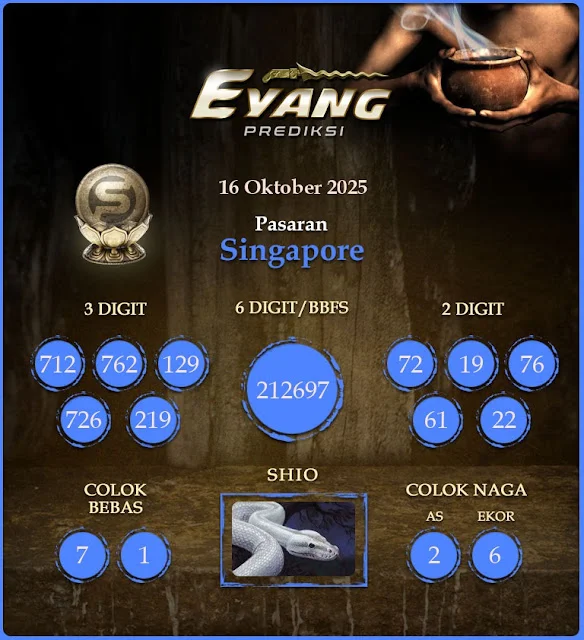 EYANG
PREDIKSI
16 Oktober 2025
Pasaran
Singapore
3 DIGIT
712 762 129
726 219
6 DIGIT/BBFS
212697
2 DIGIT
72 19 76
61 22
COLOK
BEBAS
7 1
SHIO
COLOK NAGA
AS EKOR
2 6